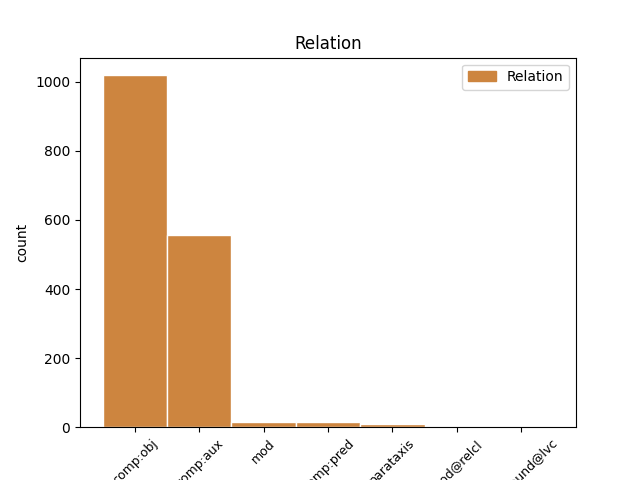 Relation
Relation
count
1000
800
600
400
200
0
comp:obj
omp:aux
mod
mp:pred
parataxis
od@relcl
und@lvc